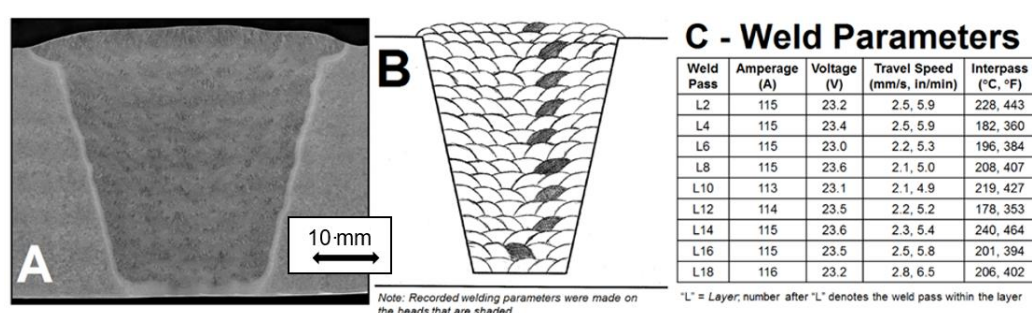 A
10·mm
B
Note: Recorded welding parameters were made on
the beads that are shaded
C - Weld Parameters
Weld Pass Amperage (A) Voltage (V) Travel Speed (mm/s, in/min) Interpass (°C, °F)
L2 115 23.2 2.5, 5.9 228, 443
L4 115 23.4 2.5, 5.9 182, 360
L6 115 23.0 2.2, 5.3 196, 384
L8 115 23.6 2.1, 5.0 208, 407
L10 113 23.1 2.1, 4.9 219, 427
L12 114 23.5 2.2, 5.2 178, 353
L14 115 23.6 2.3, 5.4 240, 464
L16 115 23.5 2.5, 5.8 201, 394
L18 116 23.2 2.8, 6.5 206, 402
"L" = Layer; number after "L" denotes the weld pass within the layer